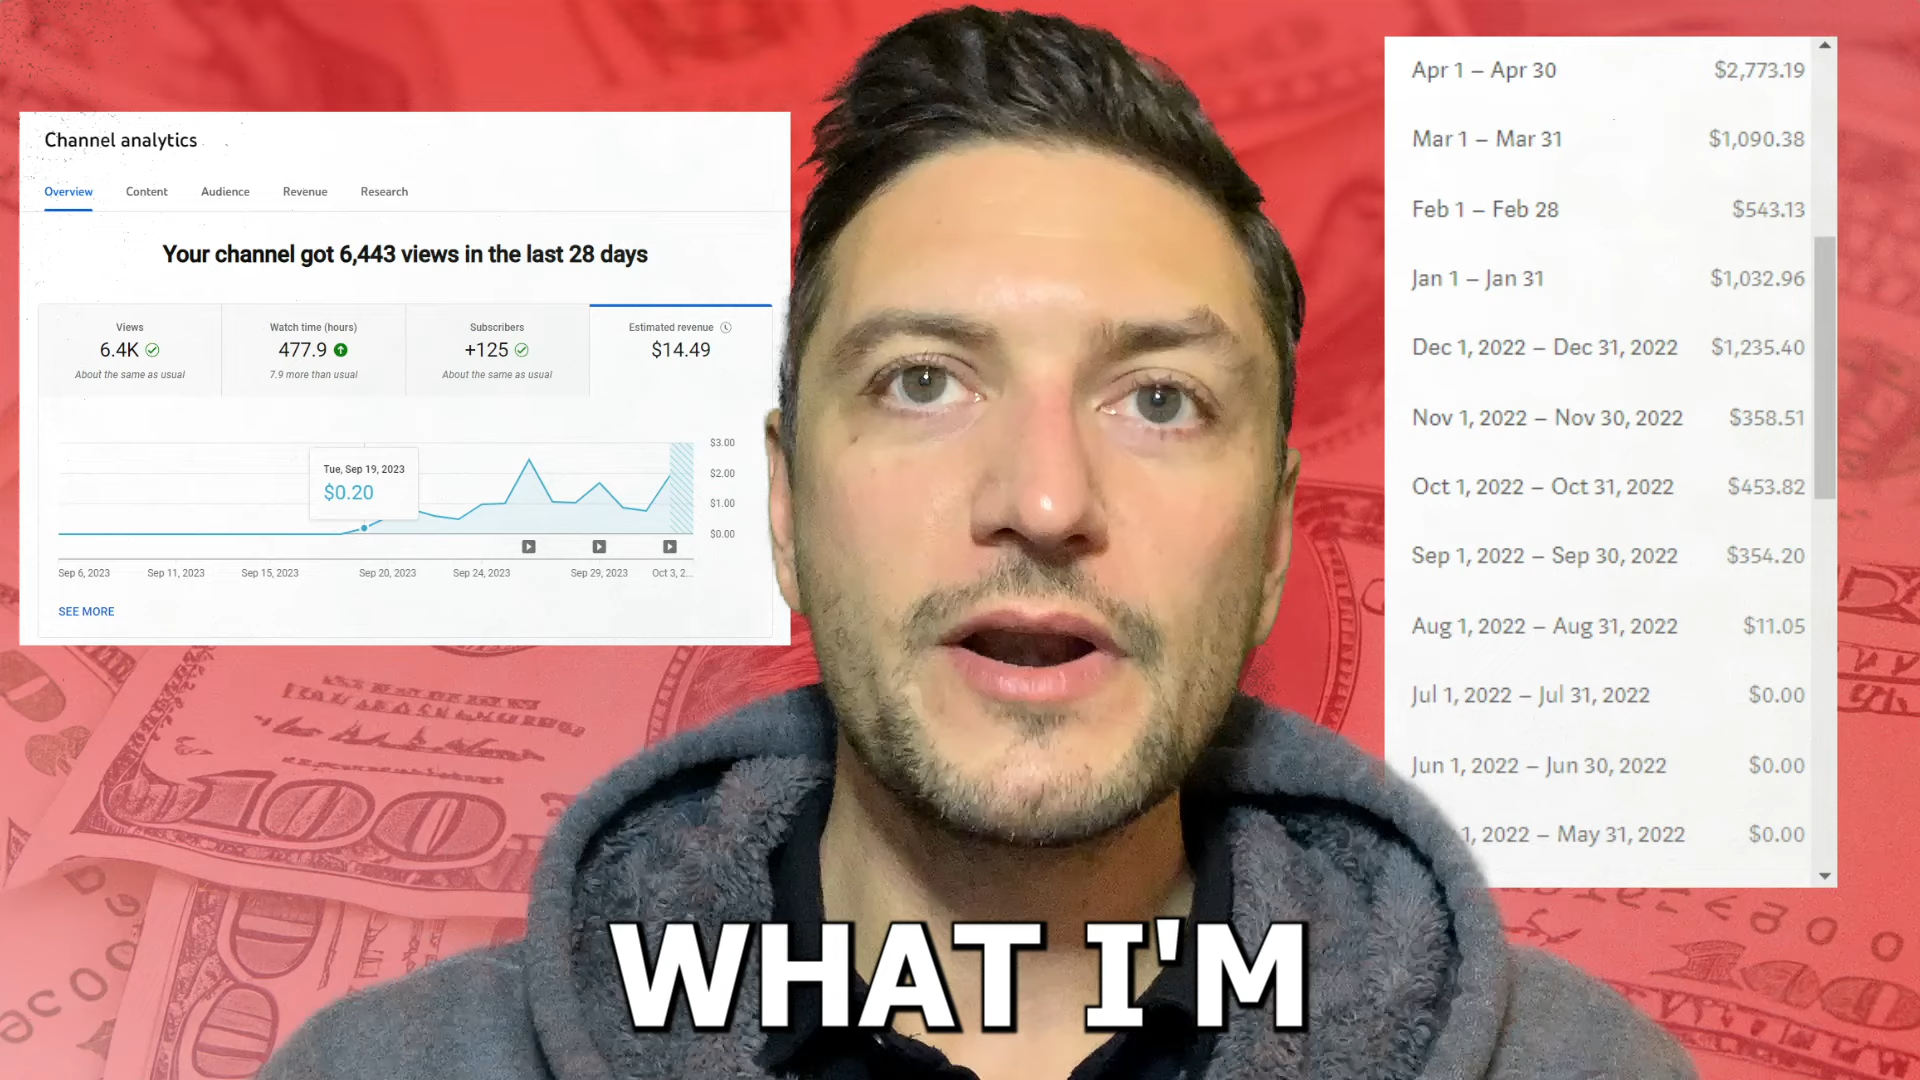 Channel analytics
Overview Content Audience Revenue Research
Your channel got 6,443 views in the last 28 days
Views Watch time (hours) Subscribers Estimated revenue
6.4K 477.9 +125 $14.49
About the same as usual 7.9 more than usual About the same as usual
$3.00
Tue, Sep 19, 2023
$2.00
$0.20
$1.00
$0.00
Sep 6, 2023 Sep 11, 2023 Sep 15, 2023 Sep 20, 2023 Sep 24, 2023 Sep 29, 2023 Oct 3, 2...
SEE MORE
Apr 1 – Apr 30 $2,773.19
Mar 1 – Mar 31 $1,090.38
Feb 1 – Feb 28 $543.13
Jan 1 – Jan 31 $1,032.96
Dec 1, 2022 – Dec 31, 2022 $1,235.40
Nov 1, 2022 – Nov 30, 2022 $358.51
Oct 1, 2022 – Oct 31, 2022 $453.82
Sep 1, 2022 – Sep 30, 2022 $354.20
Aug 1, 2022 – Aug 31, 2022 $11.05
Jul 1, 2022 – Jul 31, 2022 $0.00
Jun 1, 2022 – Jun 30, 2022 $0.00
1, 2022 – May 31, 2022 $0.00
100
WHAT I'M